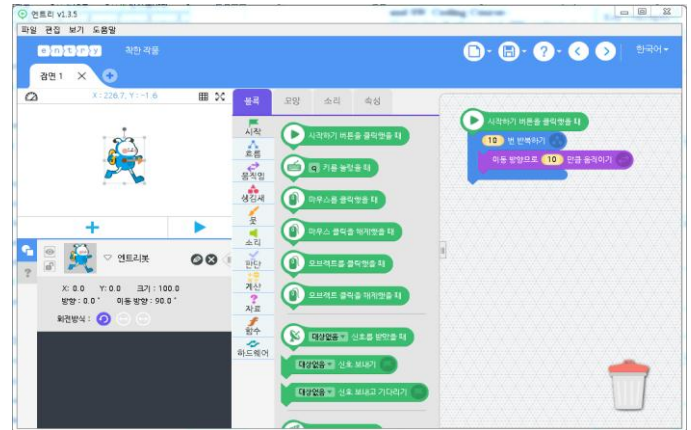 엔트리 v1.3.5
파일 편집 보기 도움말
entry 착한 작품
한국어
장면 1
X : 226.7, Y : -1.6
블록 모양 소리 속성
시작
흐름
움직임
생김새
붓
소리
판단
계산
자료
함수
하드웨어
시작하기 버튼을 클릭했을 때
q 키를 눌렀을 때
마우스를 클릭했을 때
마우스 클릭을 해제했을 때
오브젝트를 클릭했을 때
오브젝트 클릭을 해제했을 때
대상없음 신호를 받았을 때
대상없음 신호 보내기
대상없음 신호 보내고 기다리기
시작하기 버튼을 클릭했을 때
10 번 반복하기
이동 방향으로 10 만큼 움직이기
엔트리봇
X: 0.0 Y: 0.0 크기 : 100.0
방향 : 0.0° 이동 방향 : 90.0°
회전방식 :